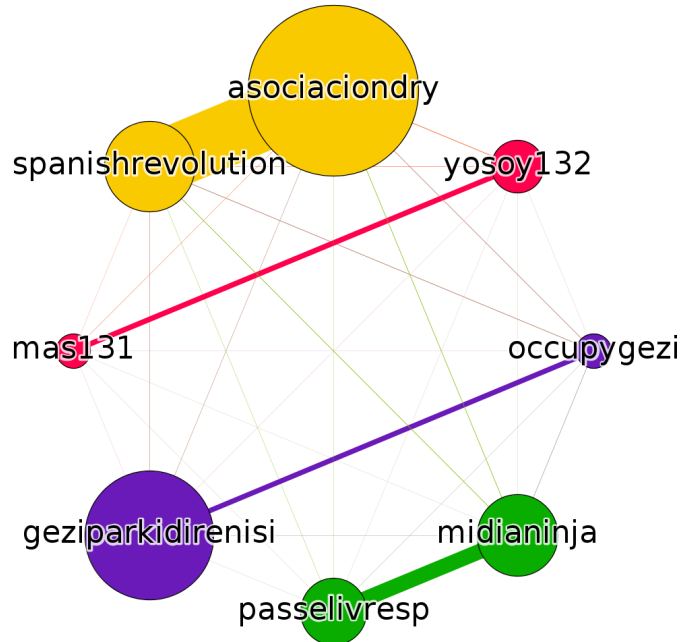 asociaciondry
spanishrevolution
yosoy132
mas131
occupygezi
geziparkidirenisi
midianinja
passelivresp